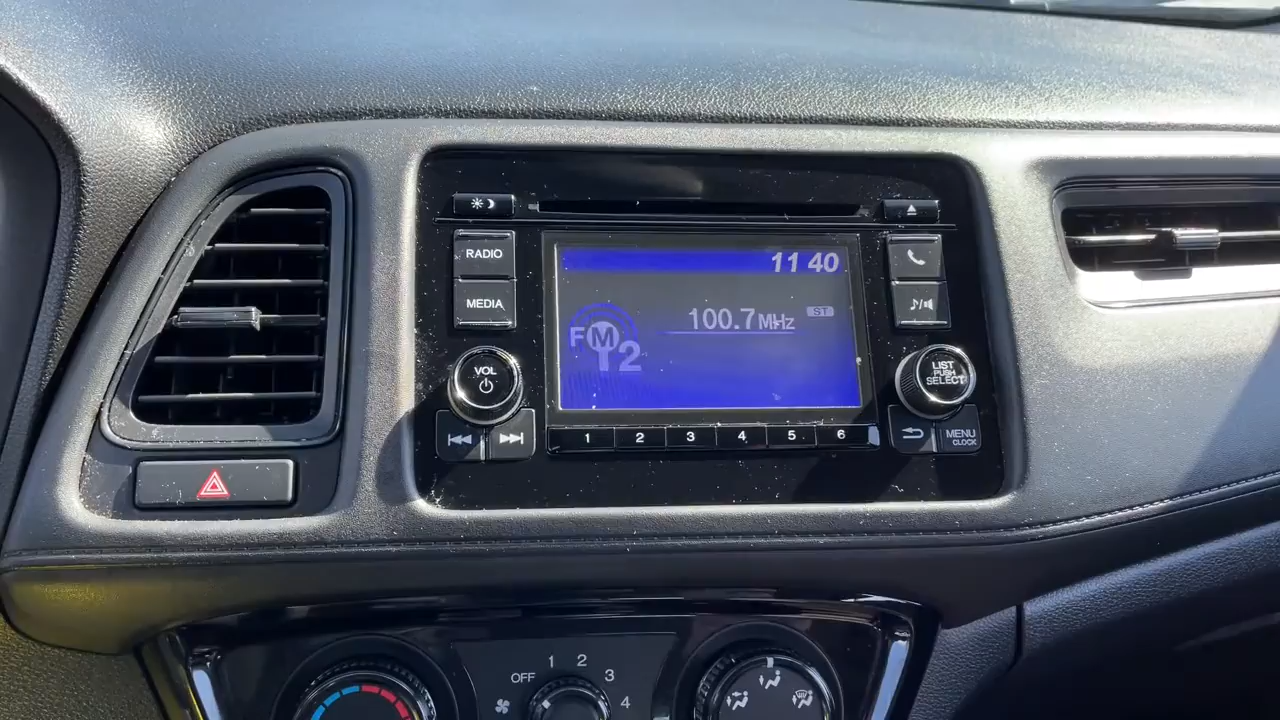 RADIO
MEDIA
VOL
11 40
100.7MHz
ST
FM
12
LIST
PUSH
SELECT
1 2 3 4 5 6
MENU
CLOCK
OFF 1 2 3 4